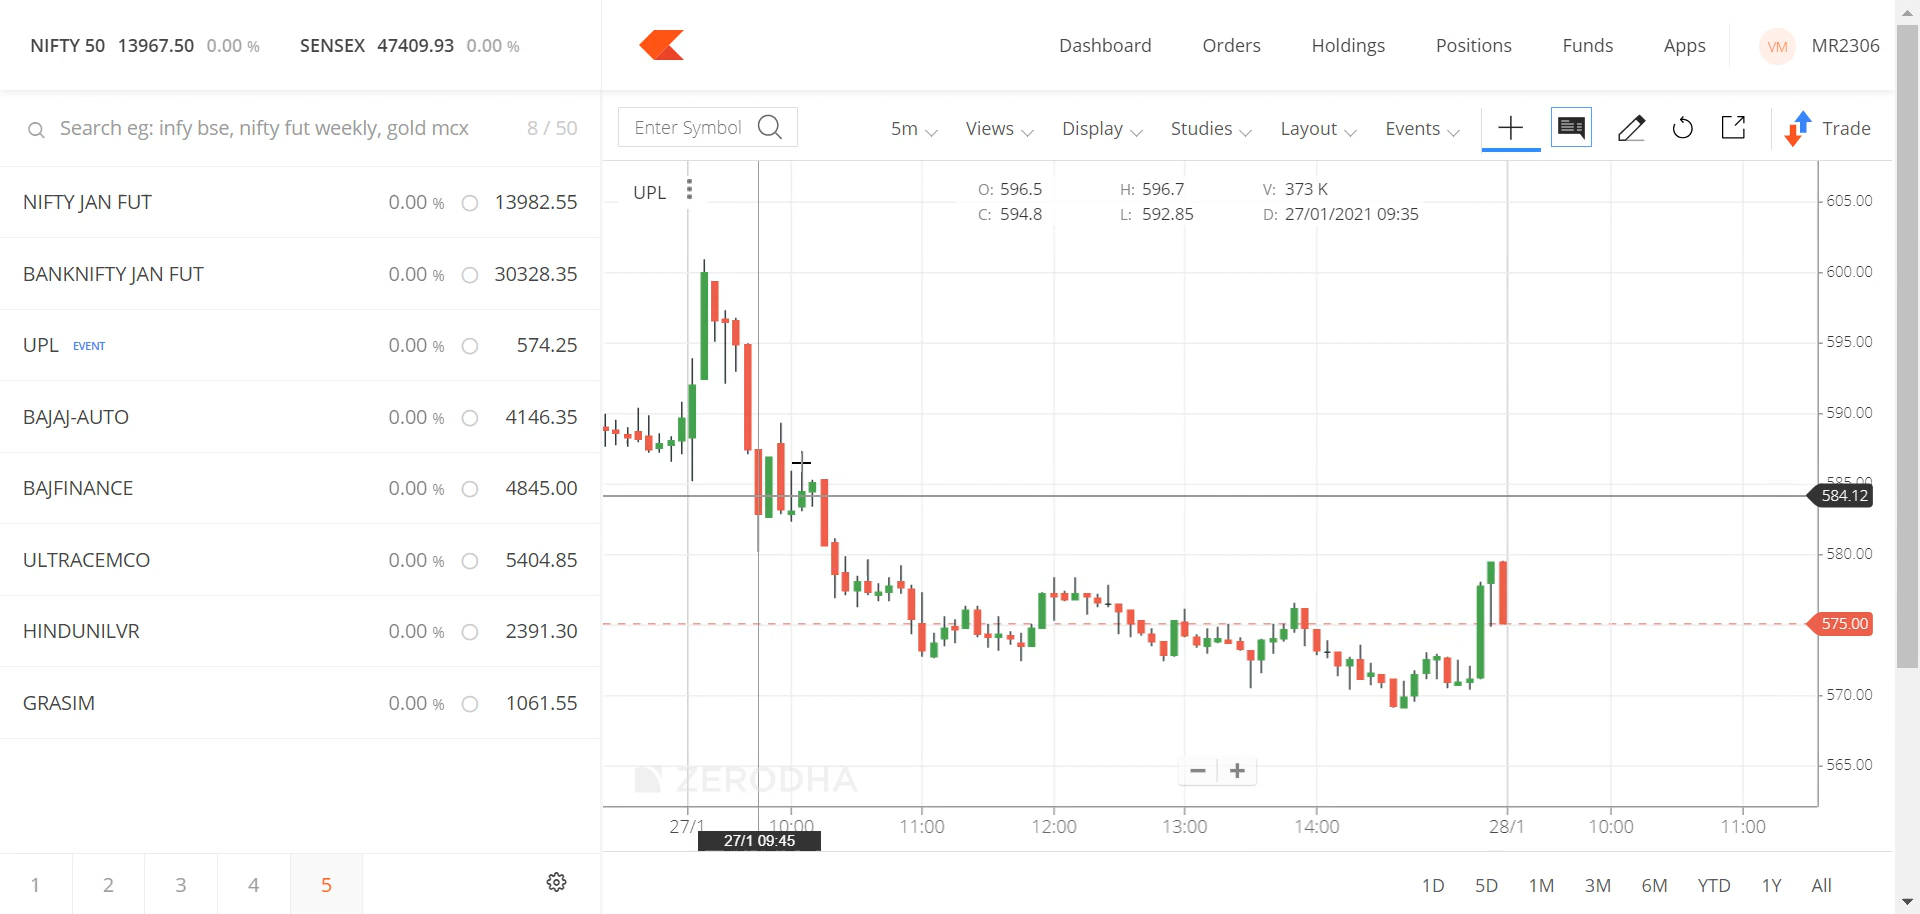 NIFTY 50 13967.50 0.00 % SENSEX 47409.93 0.00 %
Dashboard Orders Holdings Positions Funds Apps VM MR2306
Search eg: infy bse, nifty fut weekly, gold mcx 8 / 50
NIFTY JAN FUT 0.00 % 13982.55
BANKNIFTY JAN FUT 0.00 % 30328.35
UPL EVENT 0.00 % 574.25
BAJAJ-AUTO 0.00 % 4146.35
BAJFINANCE 0.00 % 4845.00
ULTRACEMCO 0.00 % 5404.85
HINDUNILVR 0.00 % 2391.30
GRASIM 0.00 % 1061.55
1 2 3 4 5
Enter Symbol 5m Views Display Studies Layout Events Trade
UPL
O: 596.5 H: 596.7 V: 373 K
C: 594.8 L: 592.85 D: 27/01/2021 09:35
605.00
600.00
595.00
590.00
585.00
584.12
580.00
575.00
570.00
565.00
ZERODHA
27/1 10:00 11:00 12:00 13:00 14:00 28/1 10:00 11:00
27/1 09:45
1D 5D 1M 3M 6M YTD 1Y All